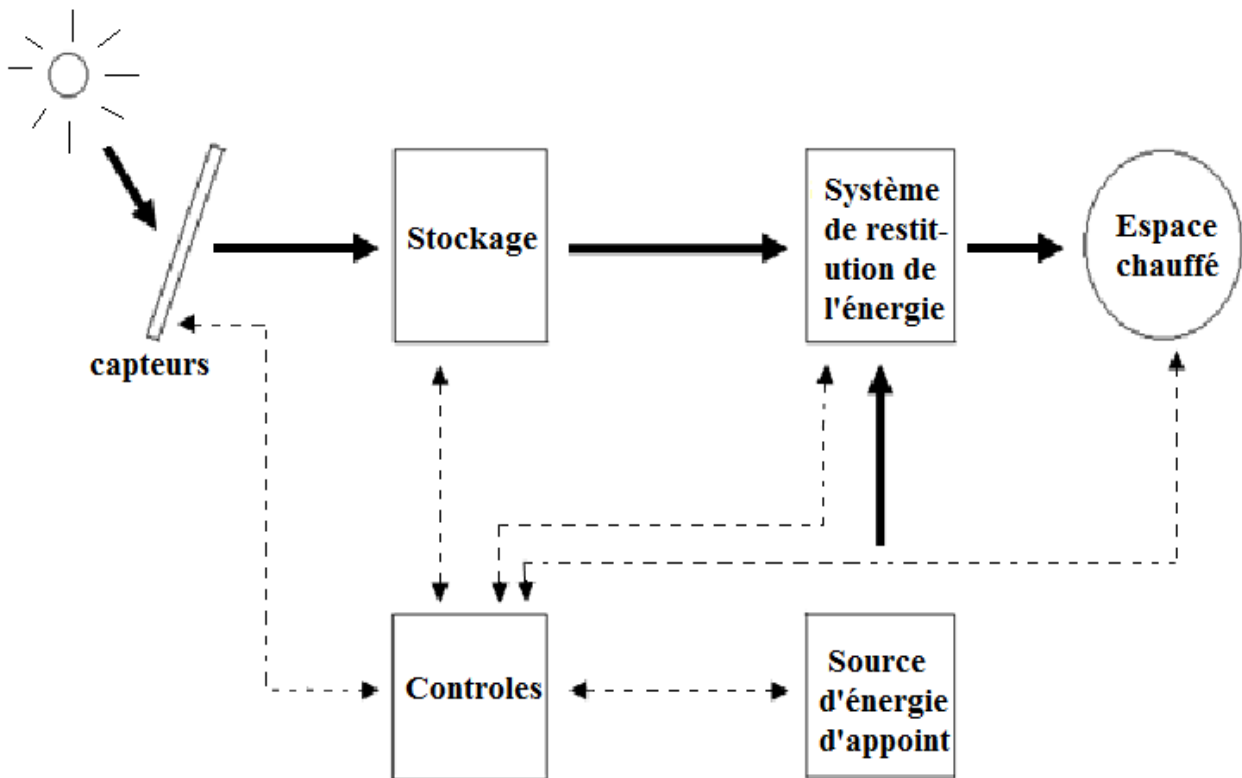 Stockage
Système
de restit-
ution de
l'énergie
Espace
chauffé
capteurs
Controles
Source
d'énergie
d'appoint